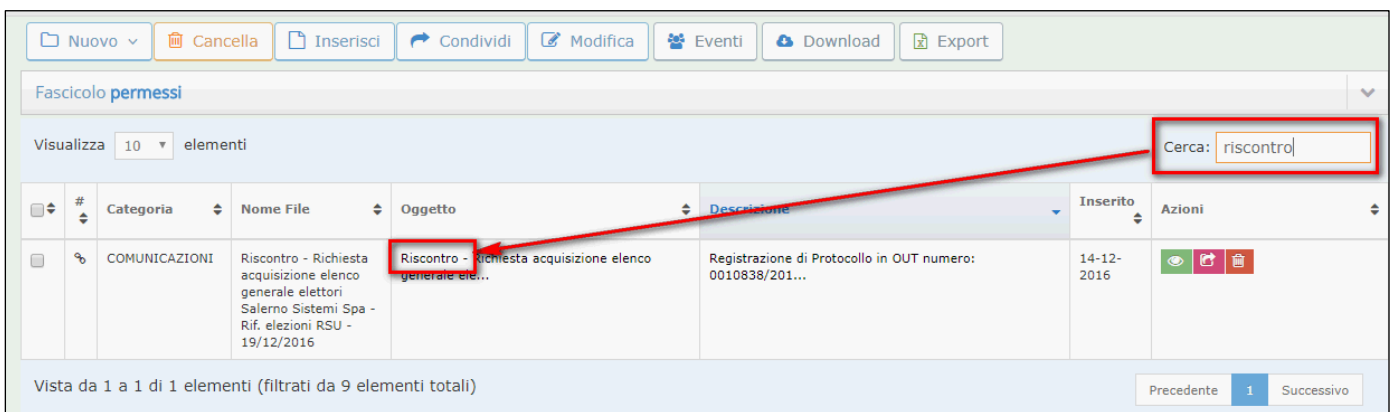 Nuovo Cancella Inserisci Condividi Modifica Eventi Download Export
Fascicolo permessi
Visualizza 10 elementi
Cerca: riscontro
# Categoria Nome File Oggetto Descrizione Inserito Azioni
COMUNICAZIONI
Riscontro - Richiesta
acquisizione elenco
generale elettori
Salerno Sistemi Spa -
Rif. elezioni RSU -
19/12/2016
Riscontro - Richiesta acquisizione elenco
generale ele...
Registrazione di Protocollo in OUT numero:
0010838/201...
14-12-
2016
Vista da 1 a 1 di 1 elementi (filtrati da 9 elementi totali)
Precedente 1 Successivo